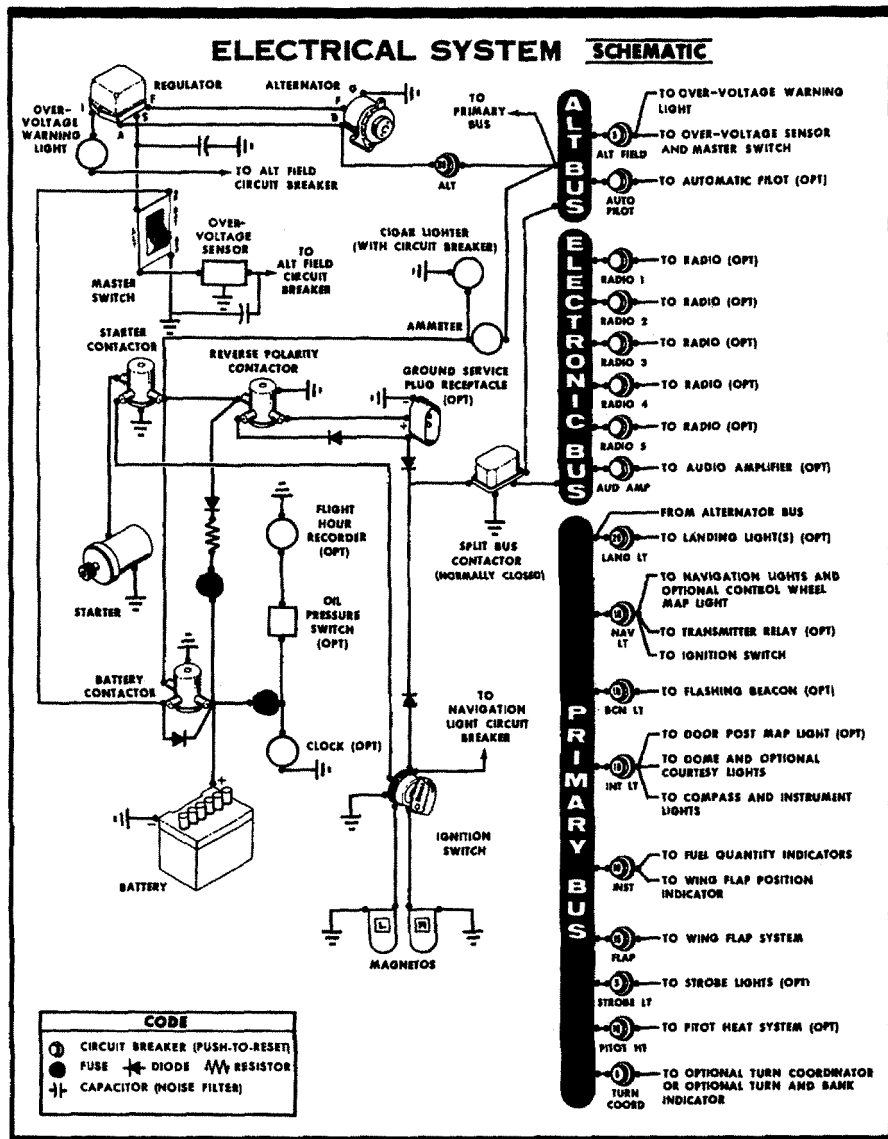 ELECTRICAL SYSTEM SCHEMATIC
REGULATOR
ALTERNATOR
G
F
S
A
F
B
OVER-
VOLTAGE
WARNING
LIGHT
TO ALT FIELD
CIRCUIT BREAKER
ALT
TO
PRIMARY
BUS
MASTER
SWITCH
OVER-
VOLTAGE
SENSOR
TO
ALT FIELD
CIRCUIT
BREAKER
CIGAR LIGHTER
(WITH CIRCUIT BREAKER)
AMMETER
STARTER
CONTACTOR
REVERSE POLARITY
CONTACTOR
GROUND SERVICE
PLUG RECEPTACLE
(OPT)
-
+
SPLIT BUS
CONTACTOR
(NORMALLY CLOSED)
STARTER
FLIGHT
HOUR
RECORDER
(OPT)
OIL
PRESSURE
SWITCH
(OPT)
BATTERY
CONTACTOR
CLOCK (OPT)
TO
NAVIGATION
LIGHT CIRCUIT
BREAKER
IGNITION
SWITCH
+
-
BATTERY
L
R
MAGNETOS
ALT BUS
TO OVER-VOLTAGE WARNING
LIGHT
5
ALT FIELD
TO OVER-VOLTAGE SENSOR
AND MASTER SWITCH
AUTO
PILOT
TO AUTOMATIC PILOT (OPT)
ELECTRONIC BUS
TO RADIO (OPT)
RADIO 1
TO RADIO (OPT)
RADIO 2
TO RADIO (OPT)
RADIO 3
TO RADIO (OPT)
RADIO 4
TO RADIO (OPT)
RADIO 5
TO AUDIO AMPLIFIER (OPT)
AUD AMP
PRIMARY BUS
FROM ALTERNATOR BUS
TO LANDING LIGHT(S) (OPT)
LAND LT
TO NAVIGATION LIGHTS AND
OPTIONAL CONTROL WHEEL
MAP LIGHT
NAV
LT
TO TRANSMITTER RELAY (OPT)
TO IGNITION SWITCH
TO FLASHING BEACON (OPT)
BCN LT
TO DOOR POST MAP LIGHT (OPT)
TO DOME AND OPTIONAL
COURTESY LIGHTS
INT LT
TO COMPASS AND INSTRUMENT
LIGHTS
TO FUEL QUANTITY INDICATORS
INST
TO WING FLAP POSITION
INDICATOR
TO WING FLAP SYSTEM
FLAP
5
TO STROBE LIGHTS (OPT)
STROBE LT
TO PITOT HEAT SYSTEM (OPT)
PITOT HT
TO OPTIONAL TURN COORDINATOR
OR OPTIONAL TURN AND BANK
INDICATOR
TURN
COORD
CODE
CIRCUIT BREAKER (PUSH-TO-RESET)
FUSE DIODE RESISTOR
CAPACITOR (NOISE FILTER)